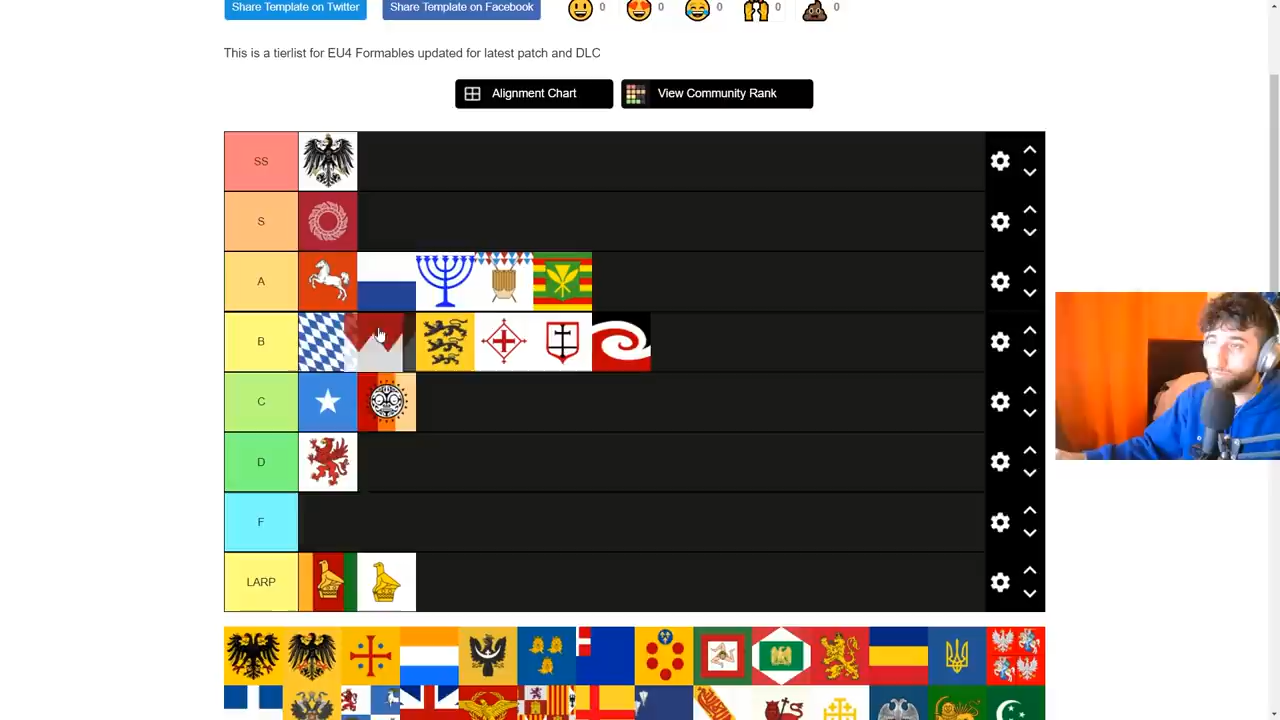 Share Template on Twitter
Share Template on Facebook
0
0
0
0
0
This is a tierlist for EU4 Formables updated for latest patch and DLC
Alignment Chart
View Community Rank
SS
S
A
B
C
D
F
LARP